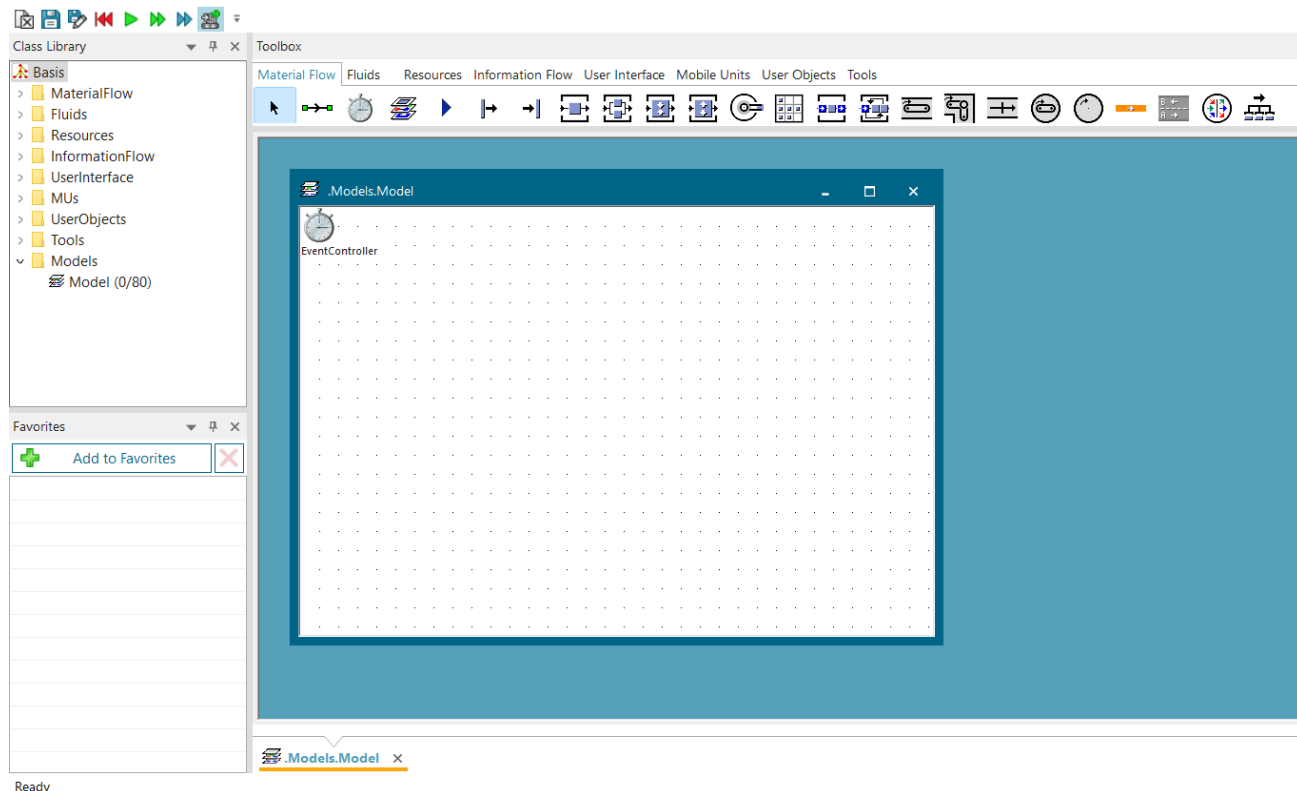 Class Library
Toolbox
Basis
MaterialFlow
Fluids
Resources
InformationFlow
UserInterface
MUs
UserObjects
Tools
Models
Model (0/80)
Material Flow Fluids Resources Information Flow User Interface Mobile Units User Objects Tools
.Models.Model
EventController
Favorites
Add to Favorites
.Models.Model
Ready